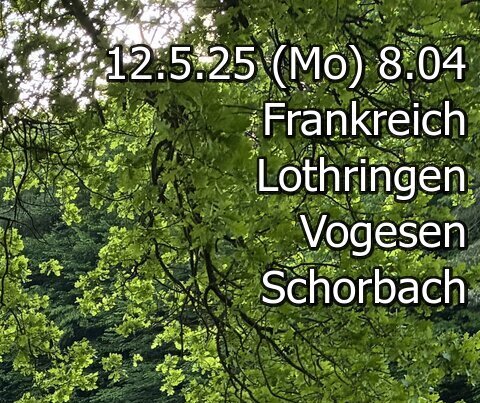 12.5.25 (Mo) 8.04
Frankreich
Lothringen
Vogesen
Schorbach